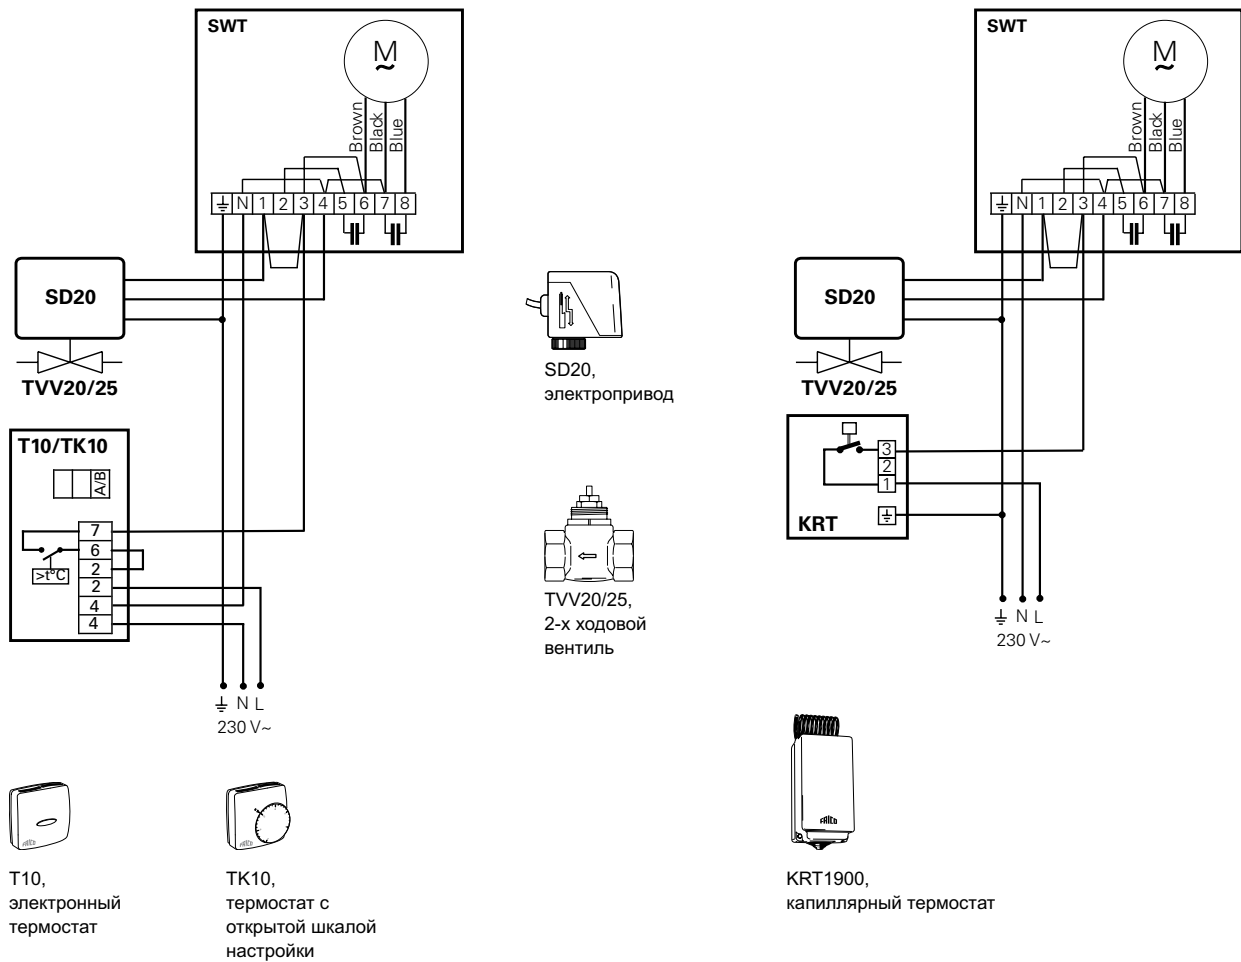 SWT
M
~
Brown
Black
Blue
N 1 2 3 4 5 6 7 8
SD20
TVV20/25
T10/TK10
A/B
7
6
2
2
4
4
>t°C
N L
230 V~
SD20,
электропривод
TVV20/25,
2-х ходовой
вентиль
SWT
M
~
Brown
Black
Blue
N 1 2 3 4 5 6 7 8
SD20
TVV20/25
3
2
1
KRT
N L
230 V~
FRICO
T10,
электронный
термостат
FRICO
TK10,
термостат с
открытой шкалой
настройки
FRICO
KRT1900,
капиллярный термостат